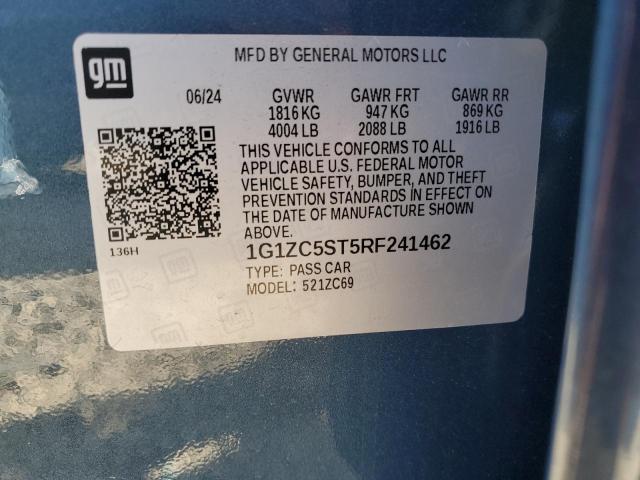 gm
MFD BY GENERAL MOTORS LLC
06/24 GVWR GAWR FRT GAWR RR
1816 KG 947 KG 869 KG
4004 LB 2088 LB 1916 LB
THIS VEHICLE CONFORMS TO ALL
APPLICABLE U.S. FEDERAL MOTOR
VEHICLE SAFETY, BUMPER, AND THEFT
PREVENTION STANDARDS IN EFFECT ON
THE DATE OF MANUFACTURE SHOWN
ABOVE.
136H
1G1ZC5ST5RF241462
TYPE: PASS CAR
MODEL: 521ZC69